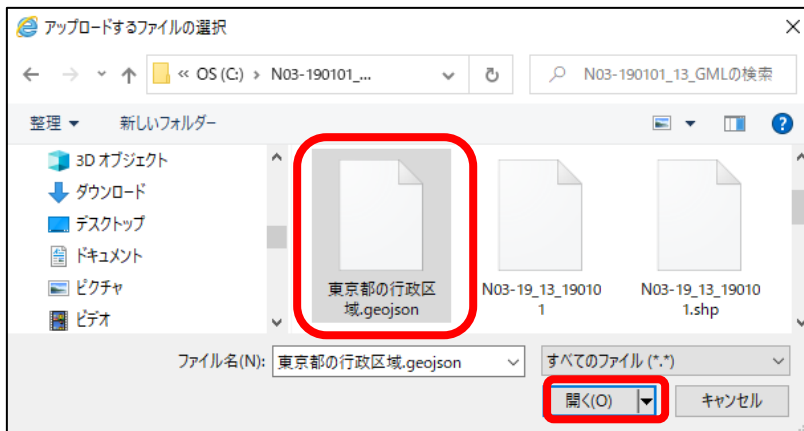 アップロードするファイルの選択
« OS (C:) › N03-190101_...
N03-190101_13_GMLの検索
整理
新しいフォルダー
3D オブジェクト
ダウンロード
デスクトップ
ドキュメント
ピクチャ
ビデオ
東京都の行政区
域.geojson
N03-19_13_19010
1
N03-19_13_19010
1.shp
ファイル名(N):
東京都の行政区域.geojson
すべてのファイル (*.*)
開く(O)
キャンセル